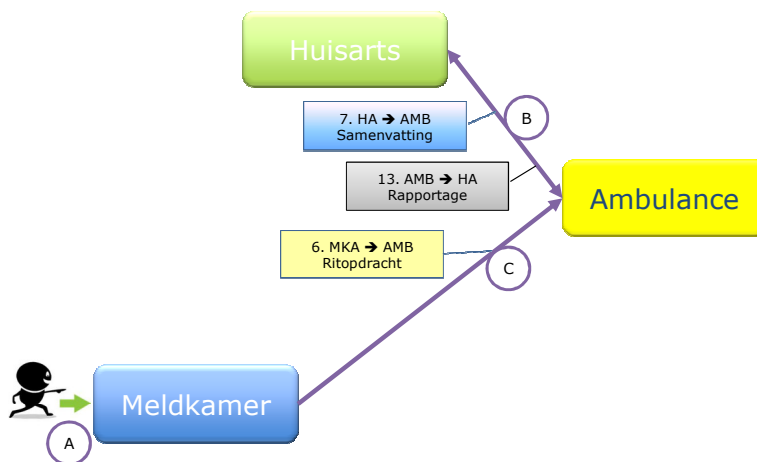 Huisarts
7. HA ➔ AMB
Samenvatting
B
13. AMB ➔ HA
Rapportage
Ambulance
6. MKA ➔ AMB
Ritopdracht
C
Meldkamer
A